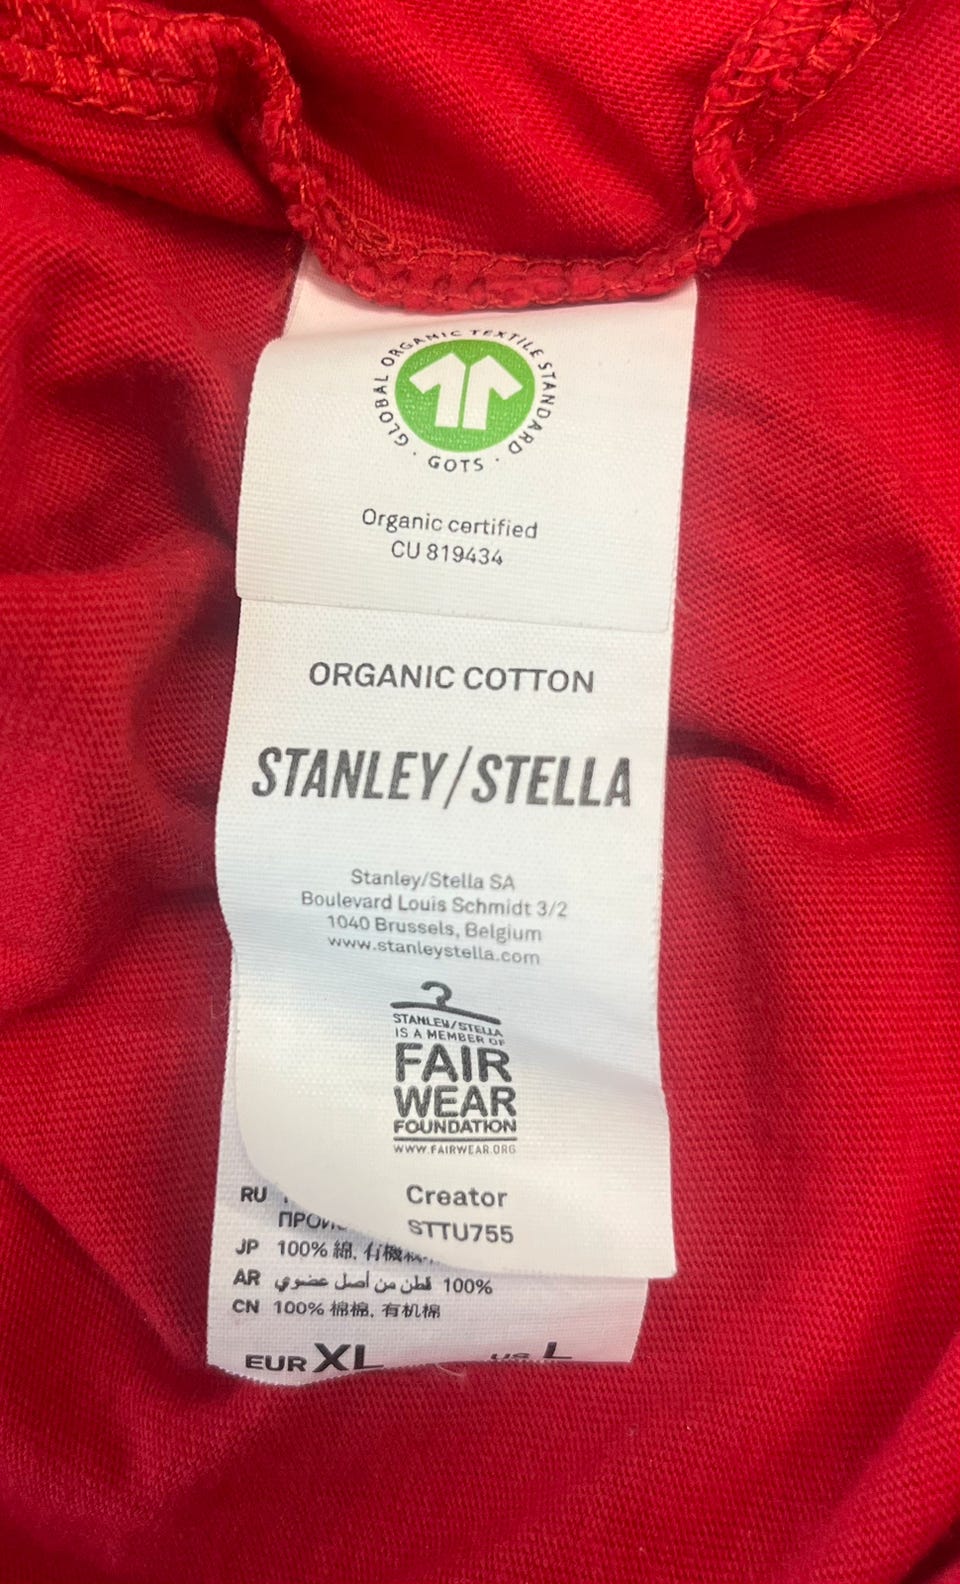 GLOBAL ORGANIC TEXTILE STANDARD · GOTS ·
Organic certified
CU 819434
ORGANIC COTTON
STANLEY/STELLA
Stanley/Stella SA
Boulevard Louis Schmidt 3/2
1040 Brussels, Belgium
www.stanleystella.com
STANLEY/STELLA
IS A MEMBER OF
FAIR
WEAR
FOUNDATION
WWW.FAIRWEAR.ORG
Creator
STTU755
RU
JP 100% 綿,
AR قطن من أصل عضوي 100%
CN 100% 棉棉, 有机棉
EUR XL US L